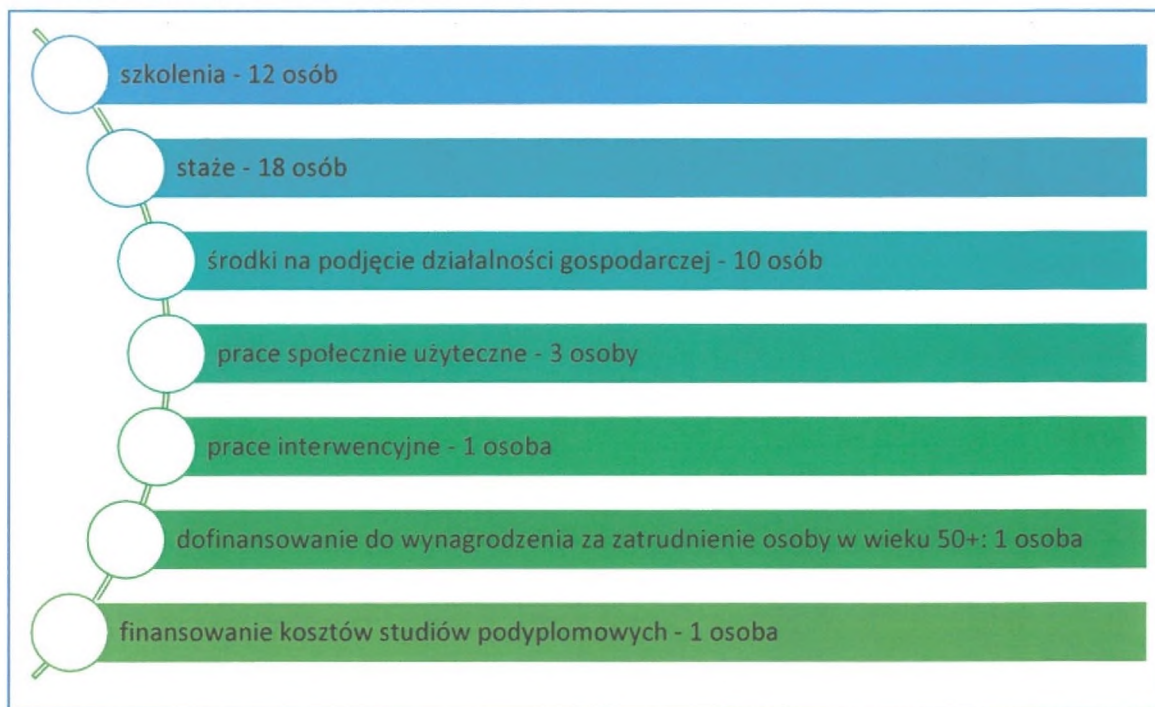 szkolenia - 12 osób
staże - 18 osób
środki na podjęcie działalności gospodarczej - 10 osób
prace społecznie użyteczne - 3 osoby
prace interwencyjne - 1 osoba
dofinansowanie do wynagrodzenia za zatrudnienie osoby w wieku 50+: 1 osoba
finansowanie kosztów studiów podyplomowych - 1 osoba